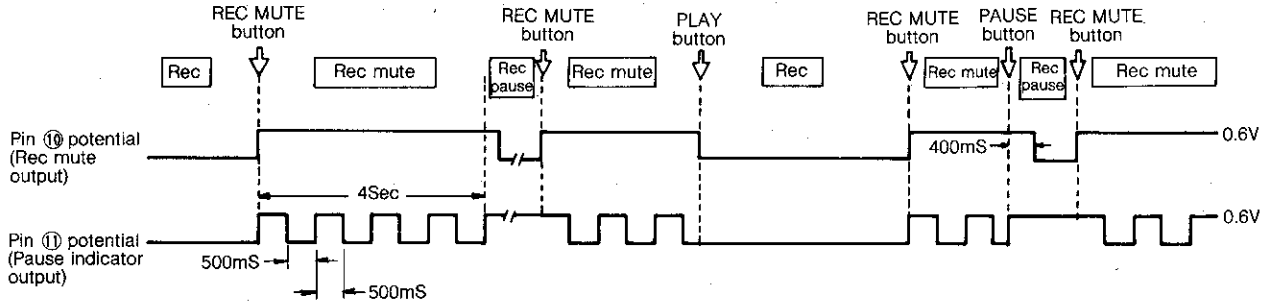 REC MUTE
button
REC MUTE
button
PLAY
button
REC MUTE
button
PAUSE
button
REC MUTE
button
Rec
Rec mute
Rec
pause
Rec mute
Rec
Rec mute
Rec
pause
Rec mute
Pin ⑩ potential
(Rec mute
output)
0.6V
400mS
4Sec
Pin ⑪ potential
(Pause indicator
output)
0.6V
500mS
500mS